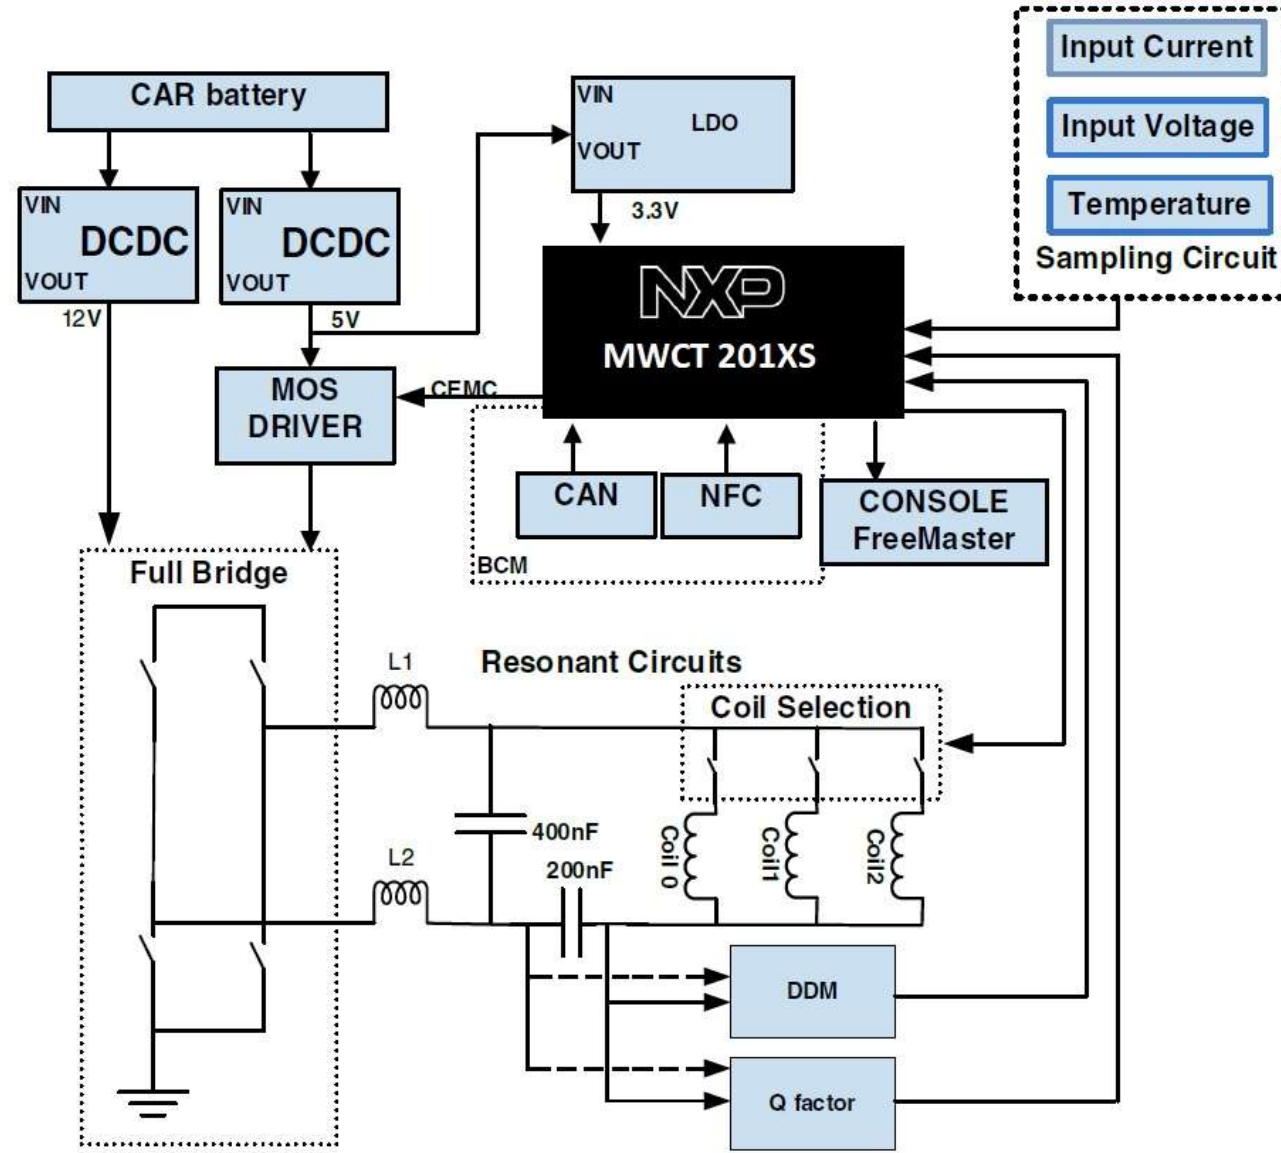 Input Current
Input Voltage
Temperature
Sampling Circuit
CAR battery
VIN
LDO
VOUT
3.3V
VIN
DCDC
VOUT
12V
VIN
DCDC
VOUT
5V
NXP
MWCT 201XS
MOS
DRIVER
CEMC
CAN
NFC
BCM
CONSOLE
FreeMaster
Full Bridge
L1
Resonant Circuits
Coil Selection
400nF
L2
200nF
Coil 0
Coil1
Coil2
DDM
Q factor